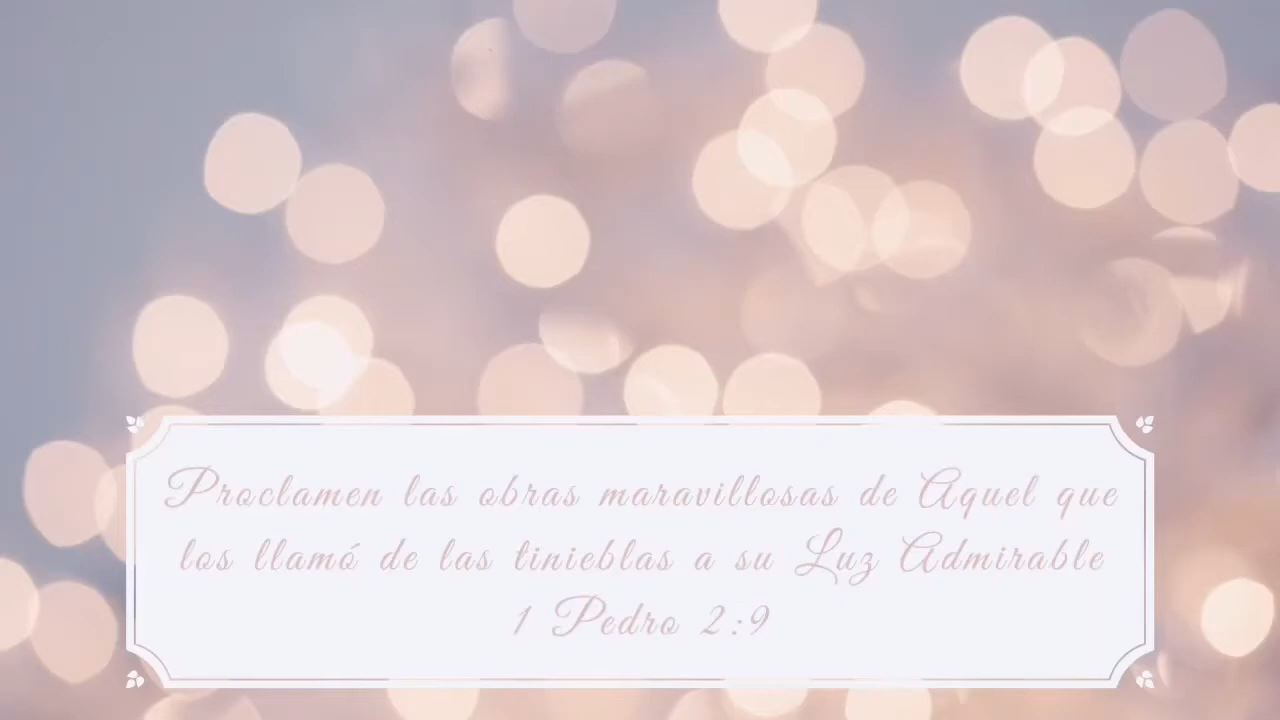 Proclamen las obras maravillosas de Aquel que
los llamó de las tinieblas a su Luz Admirable
1 Pedro 2:9